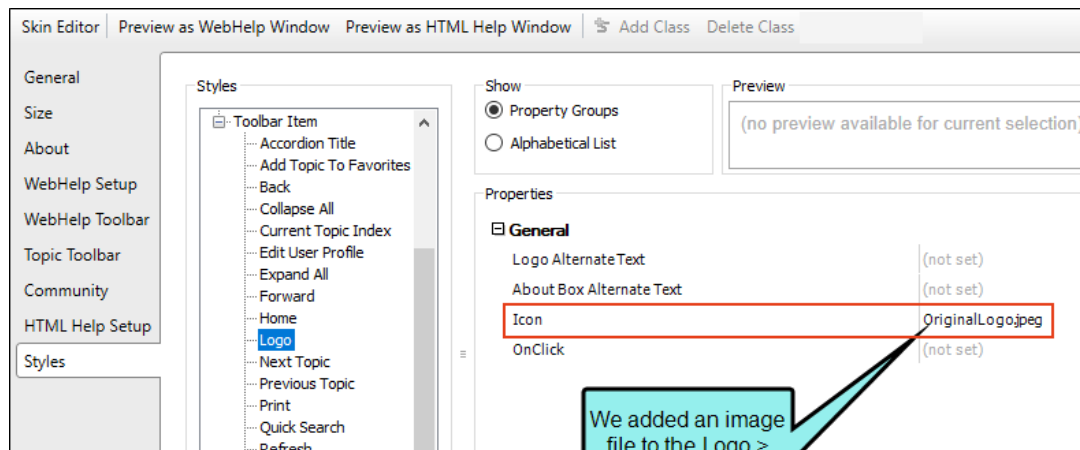 Skin Editor Preview as WebHelp Window Preview as HTML Help Window Add Class Delete Class
General
Size
About
WebHelp Setup
WebHelp Toolbar
Topic Toolbar
Community
HTML Help Setup
Styles
Styles
Toolbar Item
Accordion Title
Add Topic To Favorites
Back
Collapse All
Current Topic Index
Edit User Profile
Expand All
Forward
Home
Logo
Next Topic
Previous Topic
Print
Quick Search
Refresh
Show
Property Groups
Alphabetical List
Preview
(no preview available for current selection)
Properties
General
Logo Alternate Text (not set)
About Box Alternate Text (not set)
Icon OriginalLogo.jpeg
OnClick (not set)
We added an image
file to the Logo >